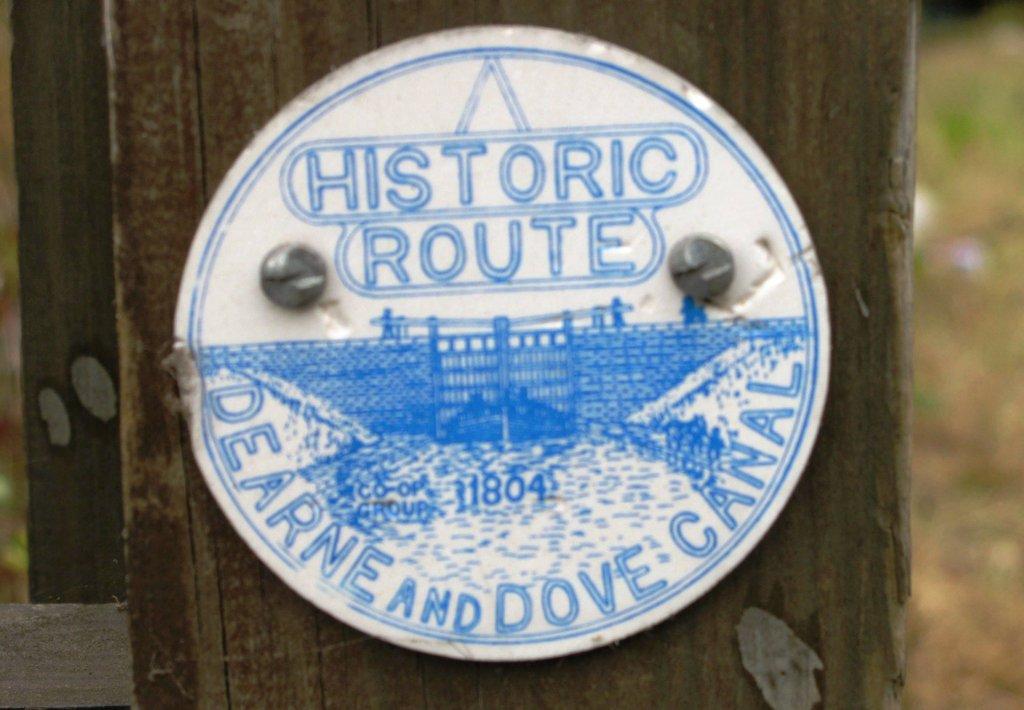 A
HISTORIC
ROUTE
CO-OP
GROUP
1804
DEARNE AND DOVE CANAL